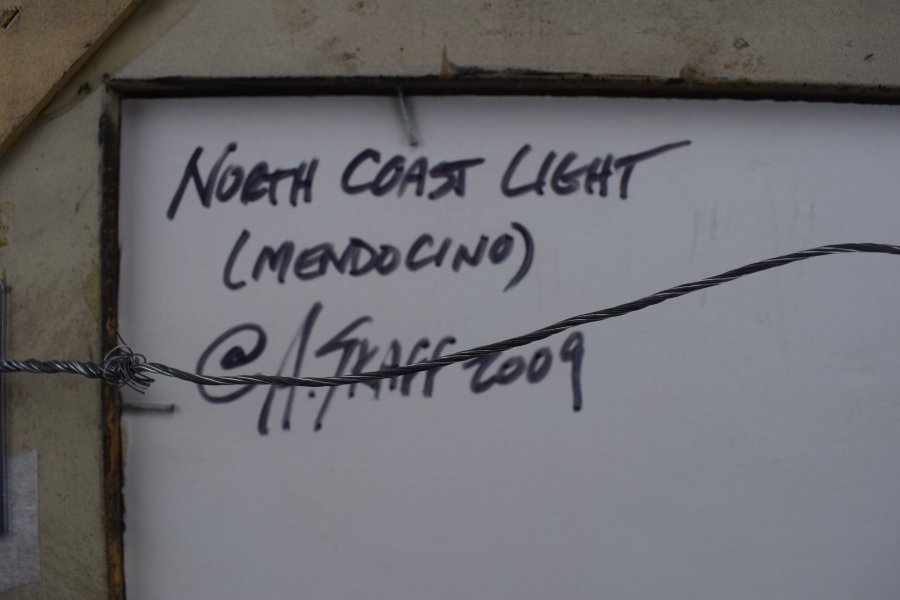 NORTH COAST LIGHT
(MENDOCINO)
@ A. SKAFF 2009